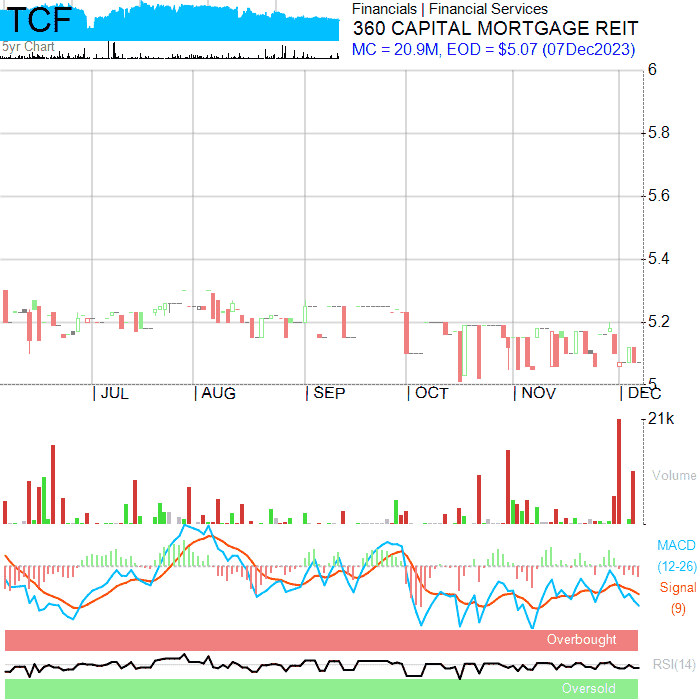 TCF
5yr Chart
Financials | Financial Services
360 CAPITAL MORTGAGE REIT
MC = 20.9M, EOD = $5.07 (07Dec2023)
6
5.8
5.6
5.4
5.2
5
| JUL | AUG | SEP | OCT | NOV | DEC
21k
Volume
MACD
(12-26)
Signal
(9)
Overbought
RSI(14)
Oversold